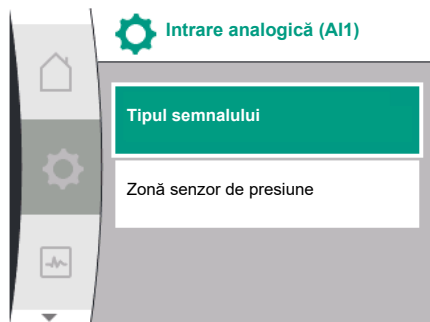 Intrare analogică (AI1)
Tipul semnalului
Zonă senzor de presiune